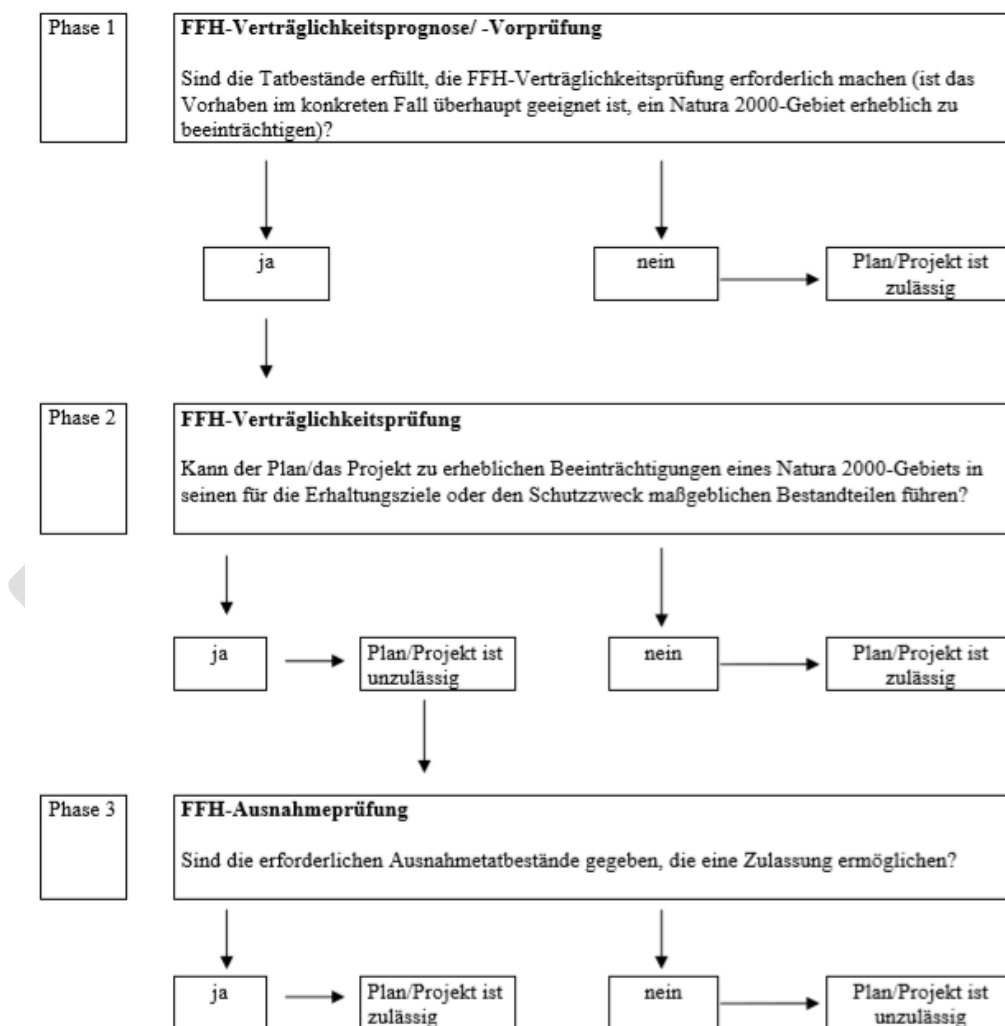 Phase 1
FFH-Verträglichkeitsprognose/ -Vorprüfung
Sind die Tatbestände erfüllt, die FFH-Verträglichkeitsprüfung erforderlich machen (ist das
Vorhaben im konkreten Fall überhaupt geeignet ist, ein Natura 2000-Gebiet erheblich zu
beeinträchtigen)?
ja
nein
Plan/Projekt ist
zulässig
Phase 2
FFH-Verträglichkeitsprüfung
Kann der Plan/das Projekt zu erheblichen Beeinträchtigungen eines Natura 2000-Gebiets in
seinen für die Erhaltungsziele oder den Schutzzweck maßgeblichen Bestandteilen führen?
ja
Plan/Projekt ist
unzulässig
nein
Plan/Projekt ist
zulässig
Phase 3
FFH-Ausnahmeprüfung
Sind die erforderlichen Ausnahmetatbestände gegeben, die eine Zulassung ermöglichen?
ja
Plan/Projekt ist
zulässig
nein
Plan/Projekt ist
unzulässig